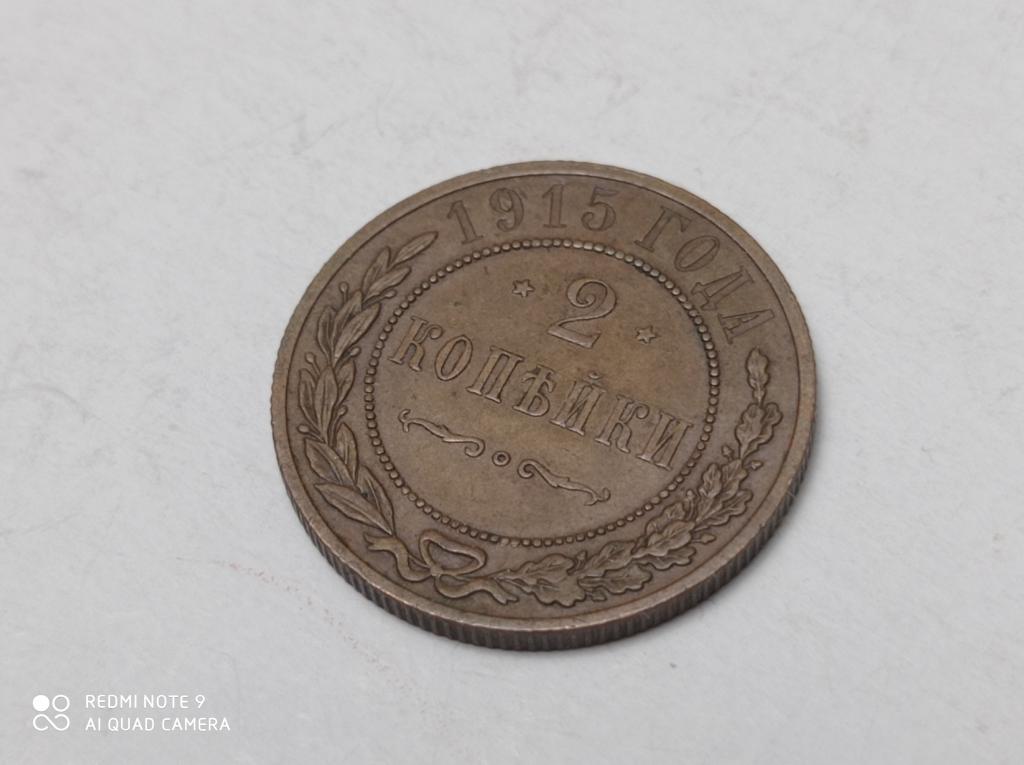 1915 ГОДА
2
КОПѢЙКИ
REDMI NOTE 9
AI QUAD CAMERA